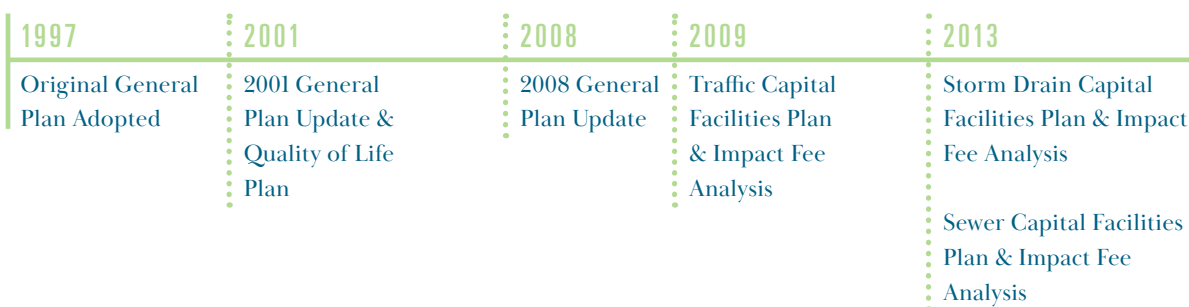 1997
Original General
Plan Adopted
2001
2001 General
Plan Update &
Quality of Life
Plan
2008
2008 General
Plan Update
2009
Traffic Capital
Facilities Plan
& Impact Fee
Analysis
2013
Storm Drain Capital
Facilities Plan & Impact
Fee Analysis
Sewer Capital Facilities
Plan & Impact Fee
Analysis